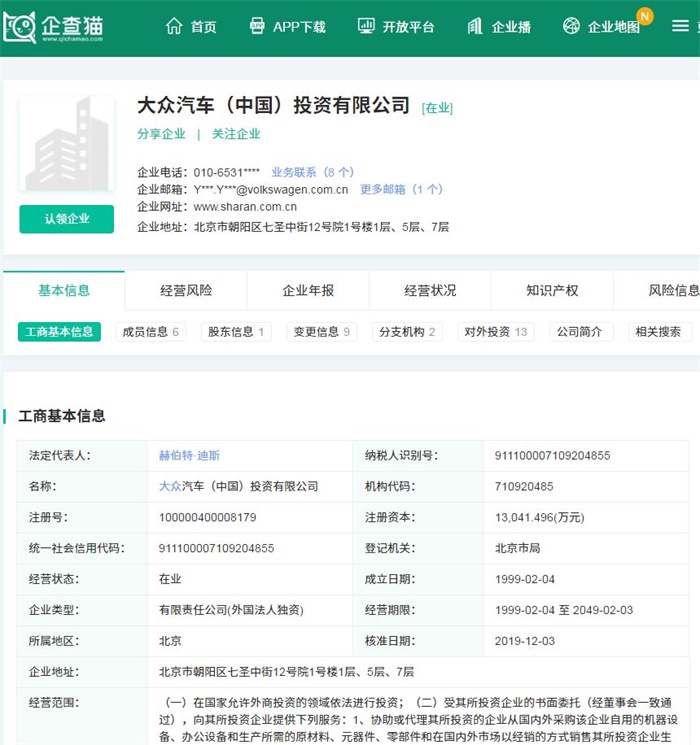 企查猫
www.qichamao.com
首页
APP下载
开放平台
企业播
企业地图
N
大众汽车（中国）投资有限公司 [在业]
分享企业 | 关注企业
企业电话：010-6531**** 业务联系（8 个）
企业邮箱：Y***.Y***@volkswagen.com.cn 更多邮箱（1 个）
企业网址：www.sharan.com.cn
企业地址：北京市朝阳区七圣中街12号院1号楼1层、5层、7层
认领企业
基本信息 经营风险 企业年报 经营状况 知识产权 风险信息
工商基本信息 成员信息 6 股东信息 1 变更信息 9 分支机构 2 对外投资 13 公司简介 相关搜索
工商基本信息
法定代表人： 赫伯特·迪斯 纳税人识别号： 911100007109204855
名称： 大众汽车（中国）投资有限公司 机构代码： 710920485
注册号： 100000400008179 注册资本： 13,041.496(万元)
统一社会信用代码： 911100007109204855 登记机关： 北京市局
经营状态： 在业 成立日期： 1999-02-04
企业类型： 有限责任公司(外国法人独资) 经营期限： 1999-02-04 至 2049-02-03
所属地区： 北京 核准日期： 2019-12-03
企业地址： 北京市朝阳区七圣中街12号院1号楼1层、5层、7层
经营范围： （一）在国家允许外商投资的领域依法进行投资；（二）受其所投资企业的书面委托（经董事会一致通
过），向其所投资企业提供下列服务：1、协助或代理其所投资的企业从国内外采购该企业自用的机器设
备、办公设备和生产所需的原材料、元器件、零部件和在国内外市场以经销的方式销售其所投资企业生